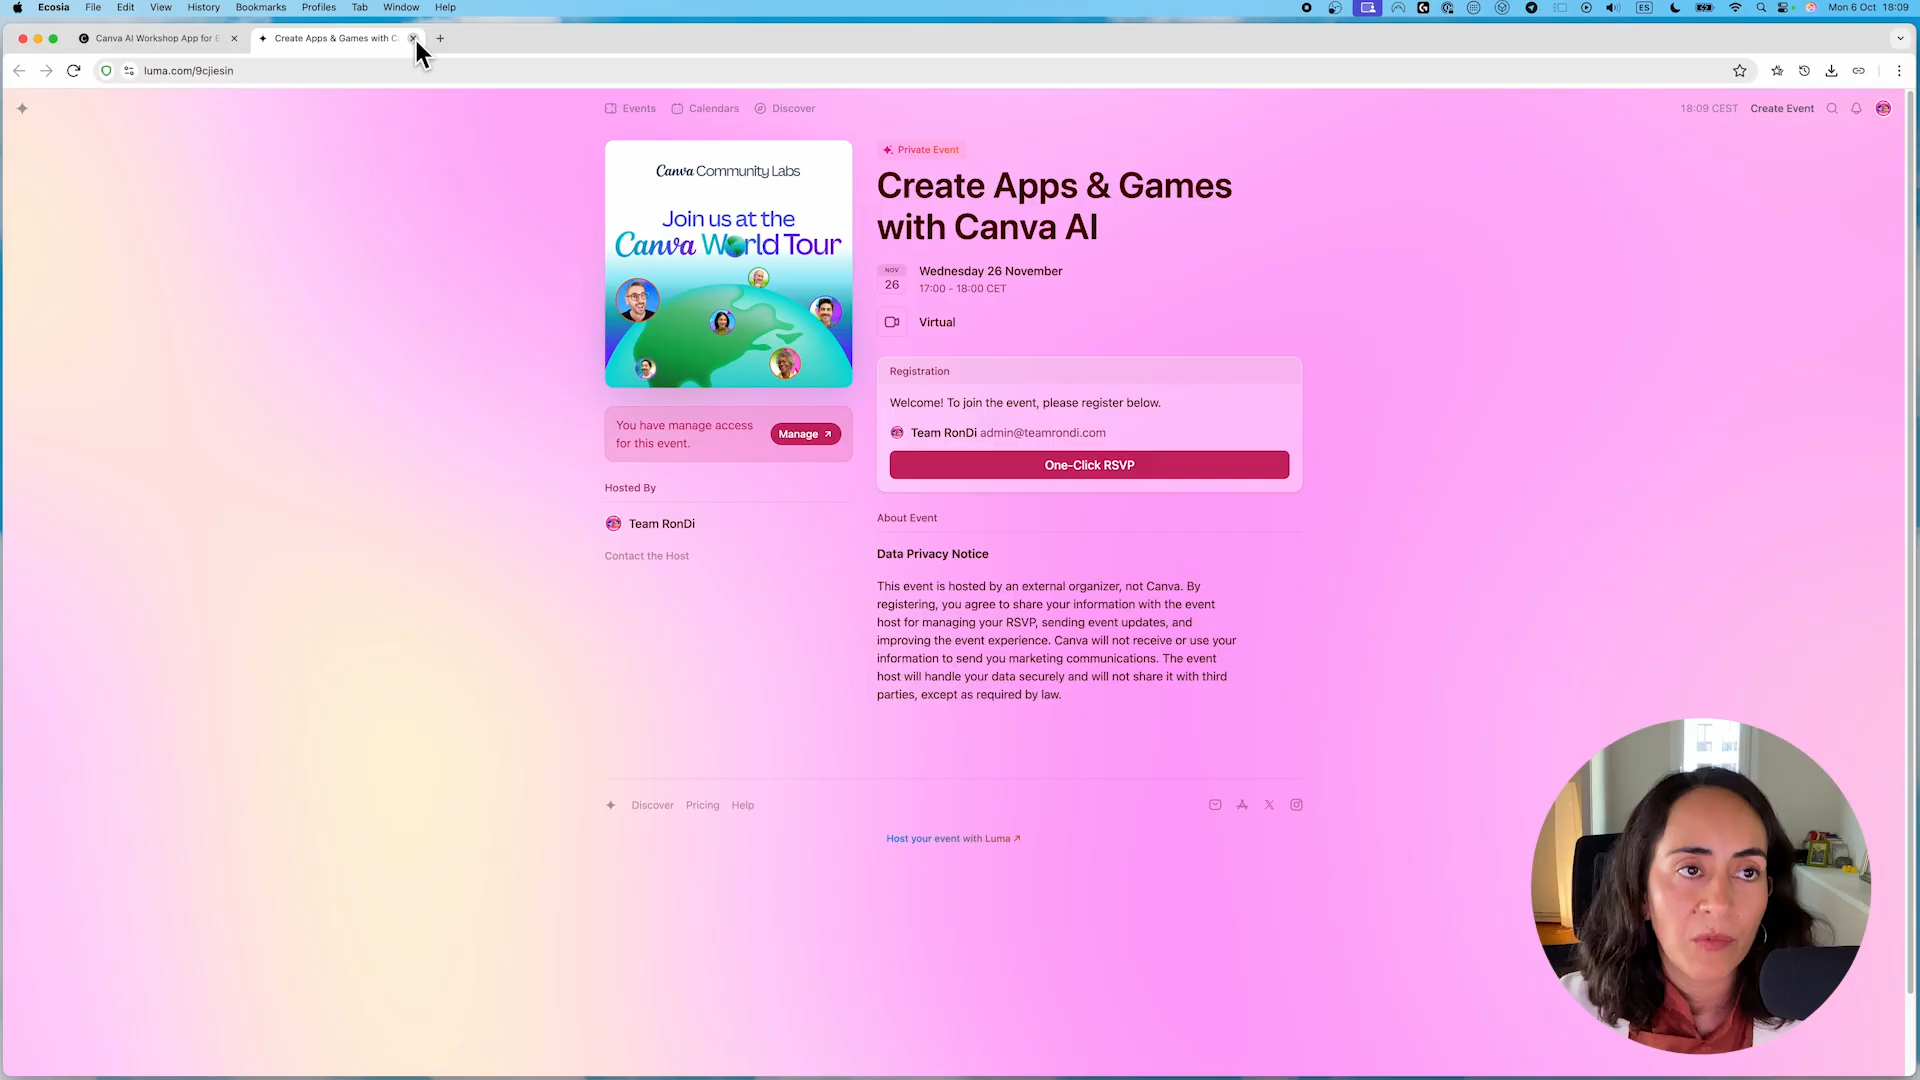 Ecosia File Edit View History Bookmarks Profiles Tab Window Help
ES
Mon 6 Oct 18:09
Canva AI Workshop App for E
Create Apps & Games with C
luma.com/9cjiesin
Events Calendars Discover
18:09 CEST Create Event
Canva Community Labs
Join us at the
Canva World Tour
You have manage access
for this event.
Manage
Hosted By
Team RonDi
Contact the Host
Private Event
Create Apps & Games
with Canva AI
NOV
26
Wednesday 26 November
17:00 - 18:00 CET
Virtual
Registration
Welcome! To join the event, please register below.
Team RonDi admin@teamrondi.com
One-Click RSVP
About Event
Data Privacy Notice
This event is hosted by an external organizer, not Canva. By
registering, you agree to share your information with the event
host for managing your RSVP, sending event updates, and
improving the event experience. Canva will not receive or use your
information to send you marketing communications. The event
host will handle your data securely and will not share it with third
parties, except as required by law.
Discover Pricing Help
Host your event with Luma